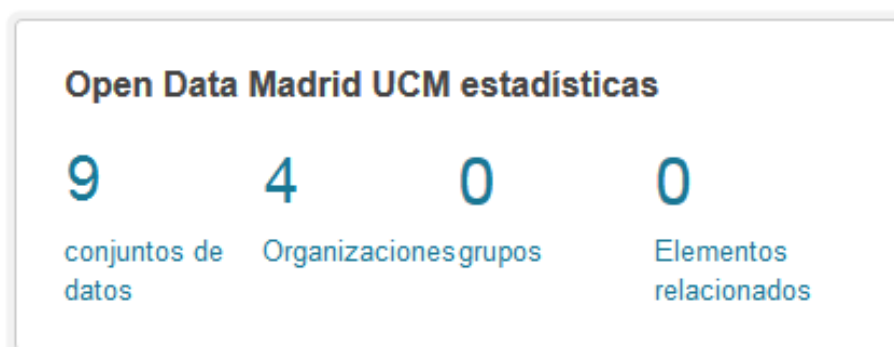 Open Data Madrid UCM estadísticas
9 4 0 0
conjuntos de Organizaciones grupos Elementos
datos relacionados